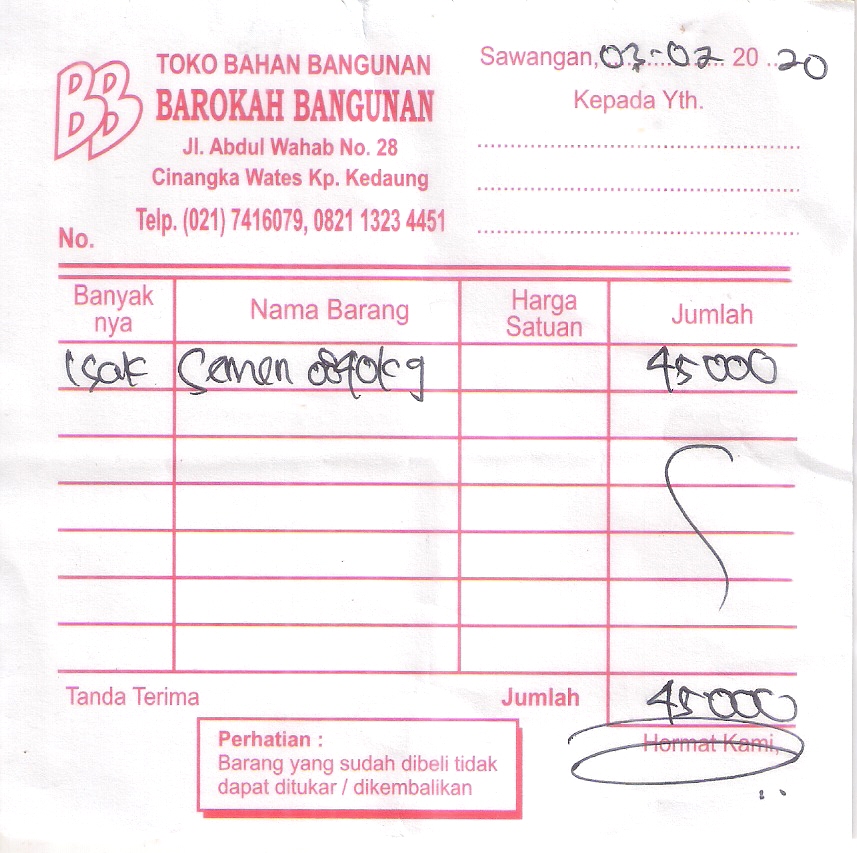 BB
TOKO BAHAN BANGUNAN
BAROKAH BANGUNAN
Jl. Abdul Wahab No. 28
Cinangka Wates Kp. Kedaung
Telp. (021) 7416079, 0821 1323 4451
No.
Sawangan, 03-02 20 20
Kepada Yth.
Banyak nya Nama Barang Harga Satuan Jumlah
1 sak Semen 40kg 45000
Tanda Terima Jumlah 45000
Hormat Kami,
Perhatian :
Barang yang sudah dibeli tidak
dapat ditukar / dikembalikan